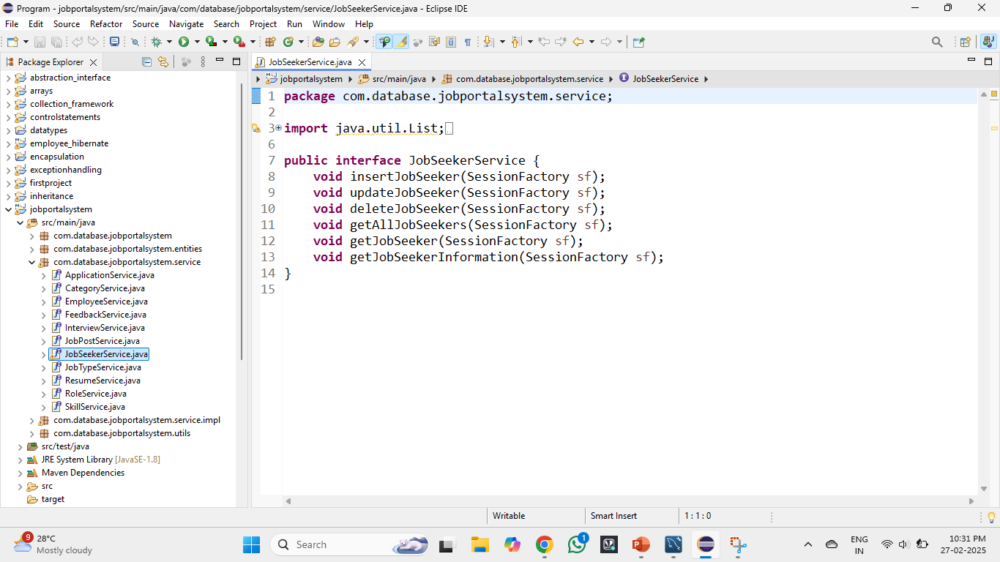 Program - jobportalsystem/src/main/java/com/database/jobportalsystem/service/JobSeekerService.java - Eclipse IDE
File Edit Source Refactor Source Navigate Search Project Run Window Help
Package Explorer
abstraction_interface
arrays
collection_framework
controlstatements
datatypes
employee_hibernate
encapsulation
exceptionhandling
firstproject
inheritance
jobportalsystem
src/main/java
com.database.jobportalsystem
com.database.jobportalsystem.entities
com.database.jobportalsystem.service
ApplicationService.java
CategoryService.java
EmployeeService.java
FeedbackService.java
InterviewService.java
JobPostService.java
JobSeekerService.java
JobTypeService.java
ResumeService.java
RoleService.java
SkillService.java
com.database.jobportalsystem.service.impl
com.database.jobportalsystem.utils
src/test/java
JRE System Library [JavaSE-1.8]
Maven Dependencies
src
target
JobSeekerService.java
jobportalsystem src/main/java com.database.jobportalsystem.service JobSeekerService
1 package com.database.jobportalsystem.service;
2
3 import java.util.List;
6
7 public interface JobSeekerService {
8 void insertJobSeeker(SessionFactory sf);
9 void updateJobSeeker(SessionFactory sf);
10 void deleteJobSeeker(SessionFactory sf);
11 void getAllJobSeekers(SessionFactory sf);
12 void getJobSeeker(SessionFactory sf);
13 void getJobSeekerInformation(SessionFactory sf);
14 }
15
Writable Smart Insert 1 : 1 : 0
9
28°C
Mostly cloudy
Search
1
ENG
IN
10:31 PM
27-02-2025